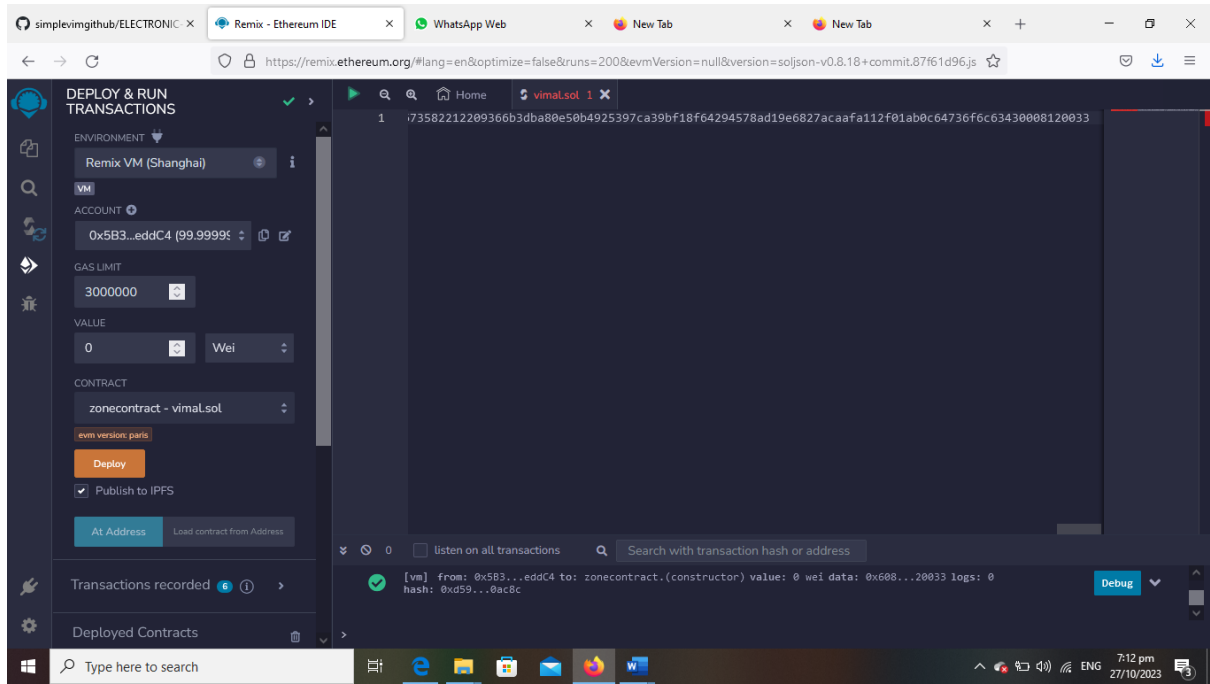 simplevimgithub/ELECTRONIC-
Remix - Ethereum IDE
WhatsApp Web
New Tab
New Tab
https://remix.ethereum.org/#lang=en&optimize=false&runs=200&evmVersion=null&version=soljson-v0.8.18+commit.87f61d96.js
DEPLOY & RUN
TRANSACTIONS
ENVIRONMENT
Remix VM (Shanghai)
VM
ACCOUNT
0x5B3...eddC4 (99.99999
GAS LIMIT
3000000
VALUE
0 Wei
CONTRACT
zonecontract - vimal.sol
evm version: paris
Deploy
Publish to IPFS
At Address Load contract from Address
Transactions recorded 6
Deployed Contracts
Home vimal.sol 1
1 73582212209366b3dba80e50b4925397ca39bf18f64294578ad19e6827acaafa112f01ab0c64736f6c63430008120033
0 listen on all transactions Search with transaction hash or address
[vm] from: 0x5B3...eddC4 to: zonecontract.(constructor) value: 0 wei data: 0x608...20033 logs: 0
hash: 0xd59...0ac8c
Debug
Type here to search
W
ENG
7:12 pm
27/10/2023
3